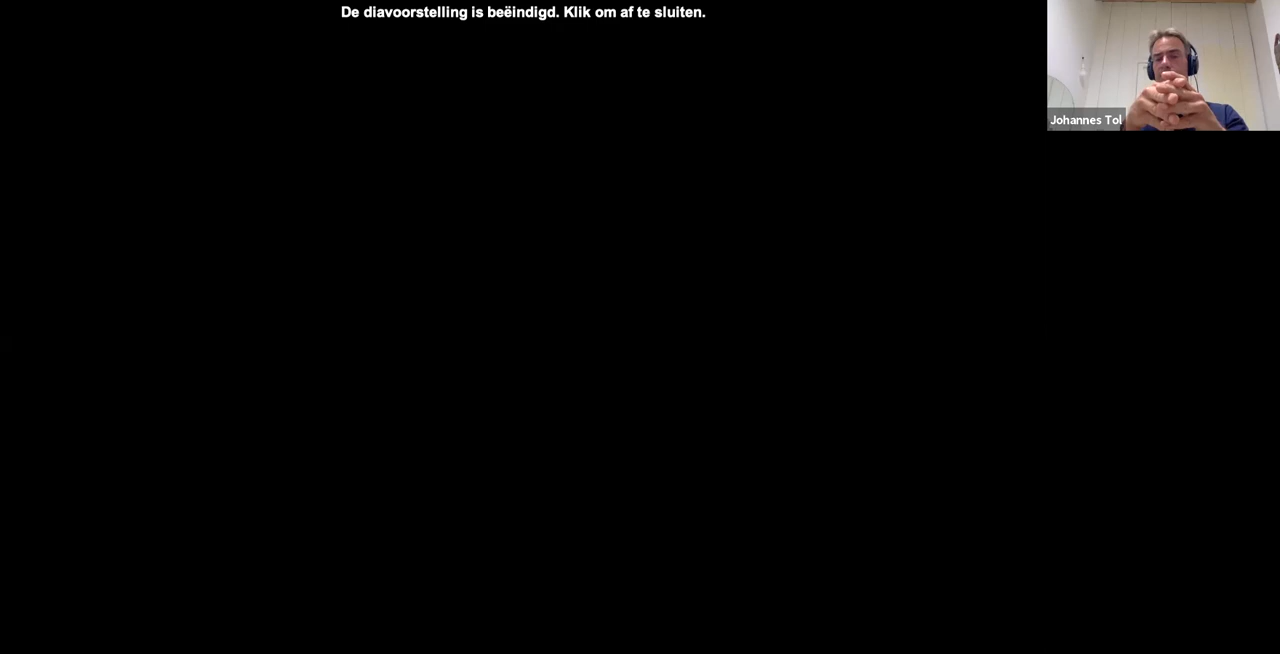 De diavoorstelling is beëindigd. Klik om af te sluiten.
Johannes Tol